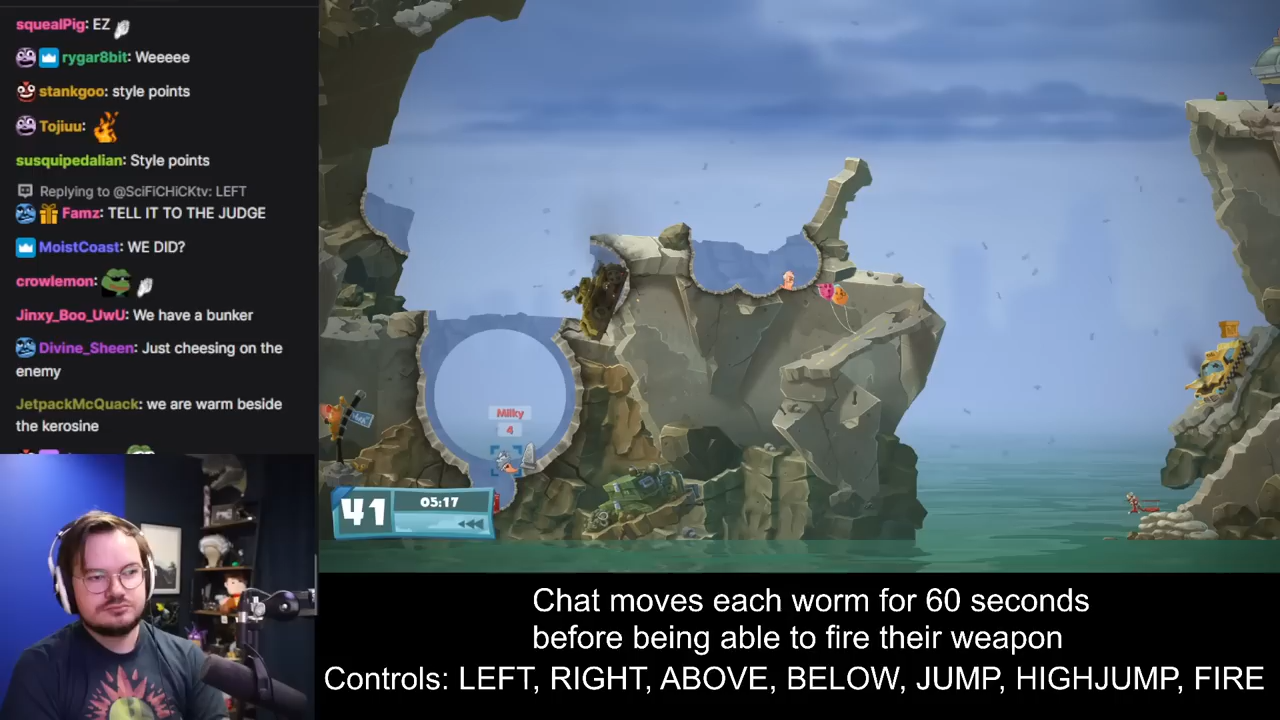 squealPig: EZ
rygar8bit: Weeeee
stankgoo: style points
Tojiuu:
susquipedalian: Style points
Replying to @SciFiCHiCKtv: LEFT
Famz: TELL IT TO THE JUDGE
MoistCoast: WE DID?
crowlemon:
Jinxy_Boo_UwU: We have a bunker
Divine_Sheen: Just cheesing on the
enemy
JetpackMcQuack: we are warm beside
the kerosine
Milky
4
41
05:17
Chat moves each worm for 60 seconds
before being able to fire their weapon
Controls: LEFT, RIGHT, ABOVE, BELOW, JUMP, HIGHJUMP, FIRE